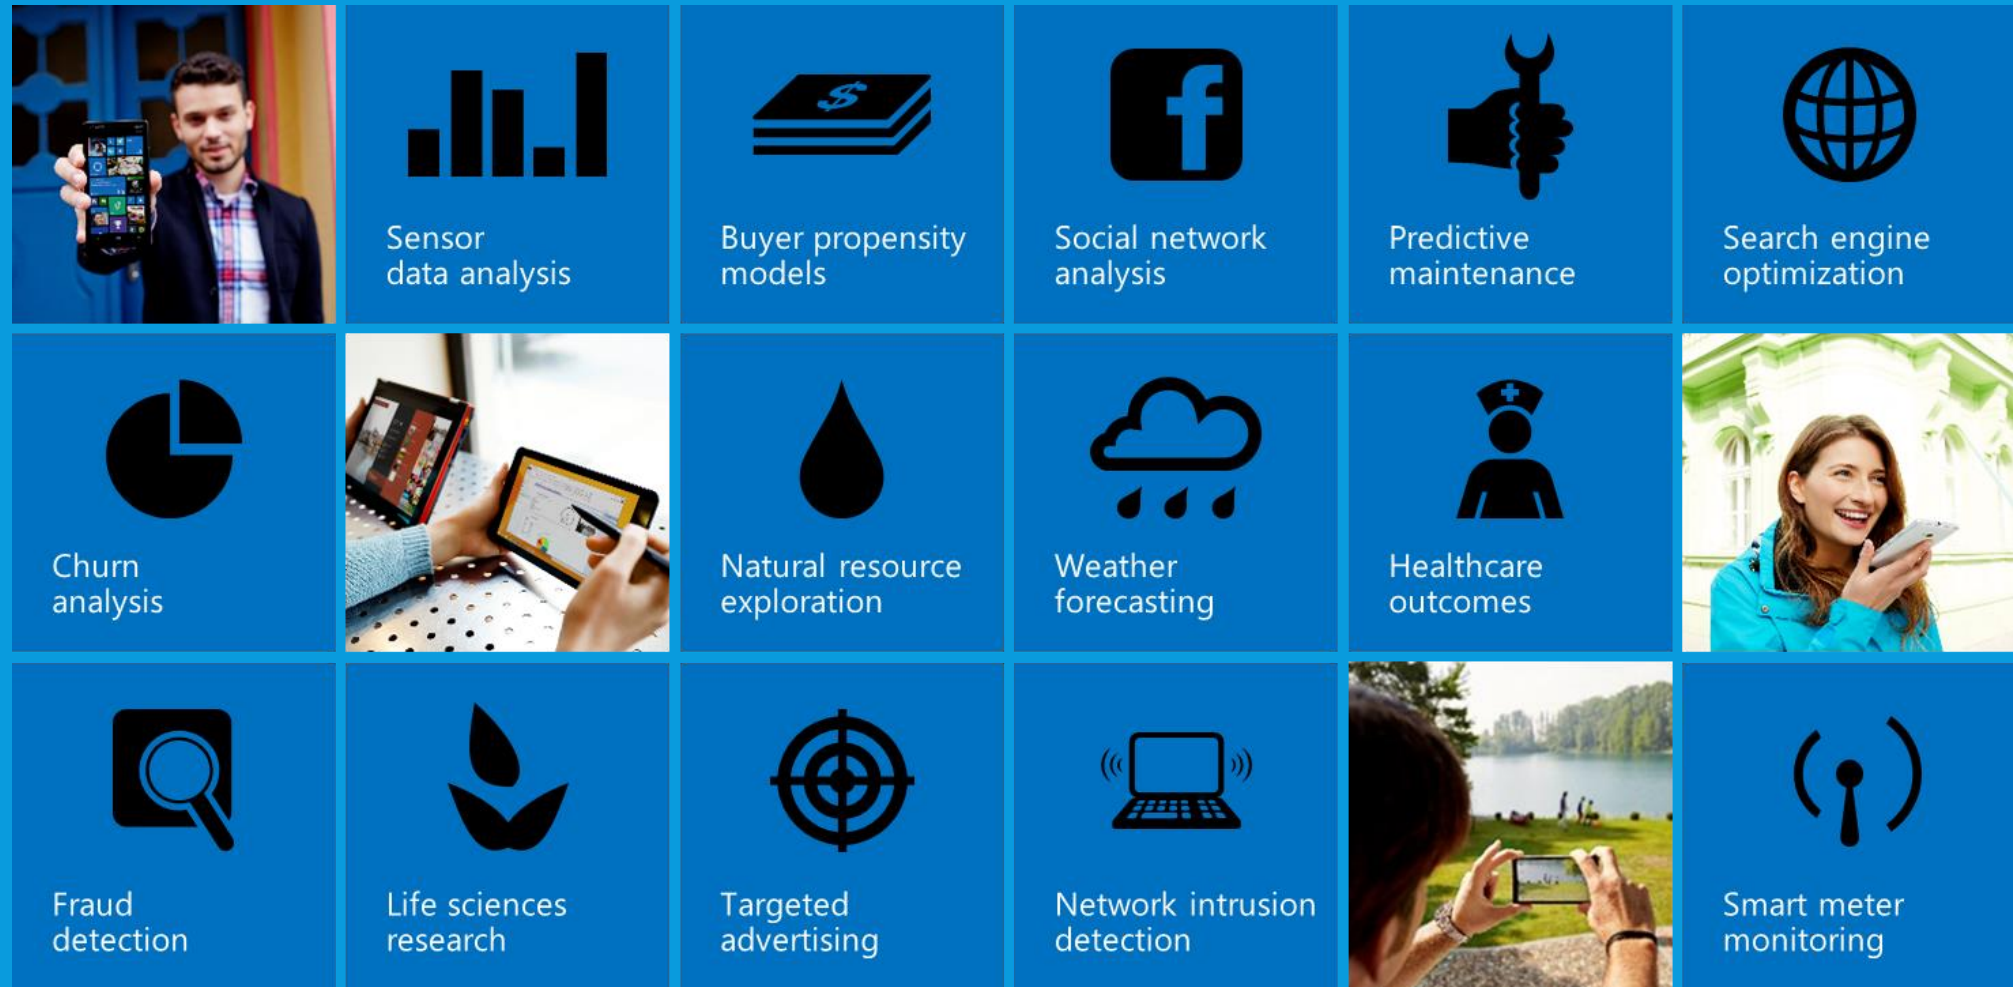 Sensor
data analysis
$
Buyer propensity
models
f
Social network
analysis
Predictive
maintenance
Search engine
optimization
Churn
analysis
Natural resource
exploration
Weather
forecasting
Healthcare
outcomes
Fraud
detection
Life sciences
research
Targeted
advertising
Network intrusion
detection
Smart meter
monitoring